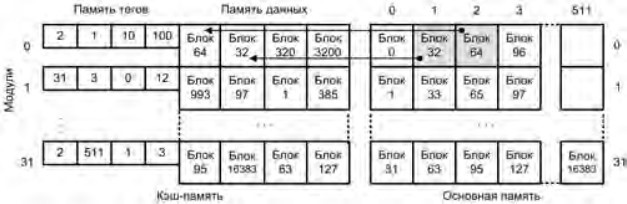 Память тегов Память данных 0 1 2 3 511
0 2 1 10 100 Блок 64 Блок 32 Блок 320 Блок 3200 Блок 0 Блок 32 Блок 64 Блок 96 0
Модули
1 31 3 0 12 Блок 993 Блок 97 Блок 1 Блок 385 Блок 1 Блок 33 Блок 65 Блок 97 1
. . . . . .
31 2 511 1 3 Блок 95 Блок 16383 Блок 63 Блок 127 Блок 31 Блок 63 Блок 95 Блок 127 Блок 16383 31
Кэш-память Основная память